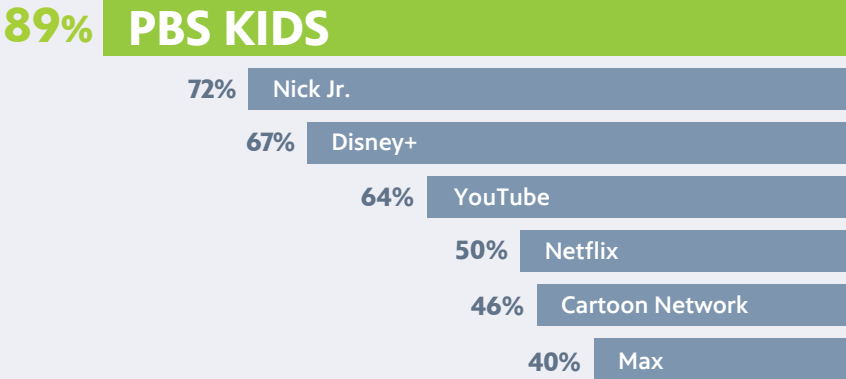 89% PBS KIDS
72% Nick Jr.
67% Disney+
64% YouTube
50% Netflix
46% Cartoon Network
40% Max